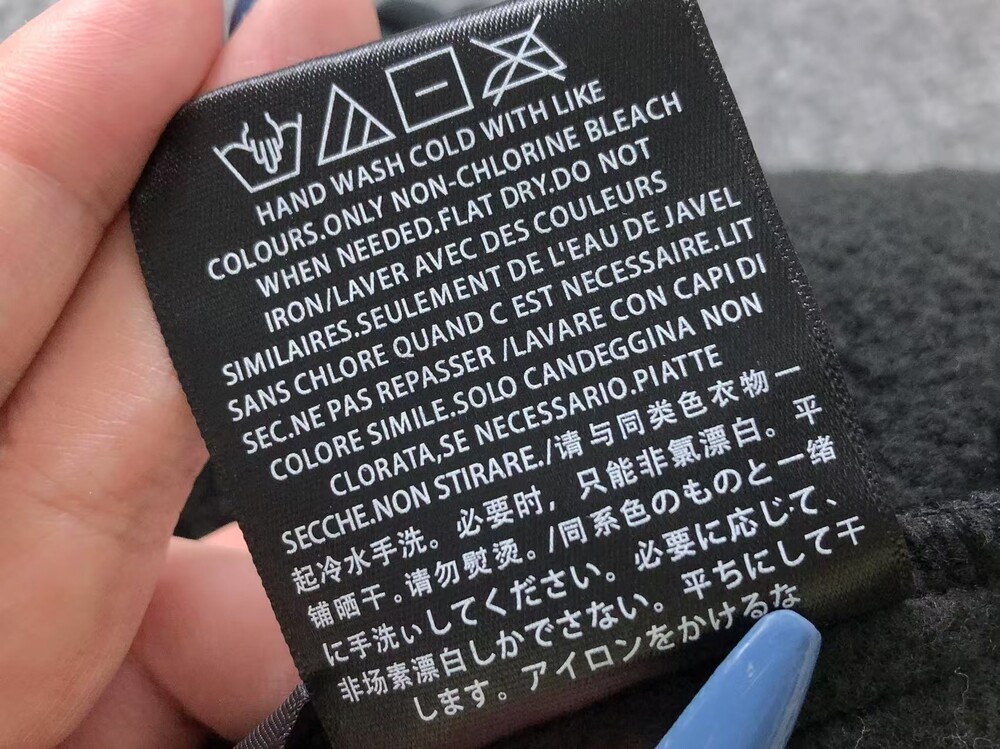 HAND WASH COLD WITH LIKE
COLOURS.ONLY NON-CHLORINE BLEACH
WHEN NEEDED.FLAT DRY.DO NOT
IRON/LAVER AVEC DES COULEURS
SIMILAIRES.SEULEMENT DE L'EAU DE JAVEL
SANS CHLORE QUAND C EST NECESSAIRE.LIT
SEC.NE PAS REPASSER /LAVARE CON CAPI DI
COLORE SIMILE.SOLO CANDEGGINA NON
CLORATA,SE NECESSARIO.PIATTE
SECCHE.NON STIRARE./请与同类色衣物一
起冷水手洗。必要时，只能非氯漂白。平
铺晒干。请勿熨烫。/同系色のものと一绪
に手洗いしてください。必要に応じて、
非场素漂白しかでさない。平ちにして干
します。アイロンをかけるな